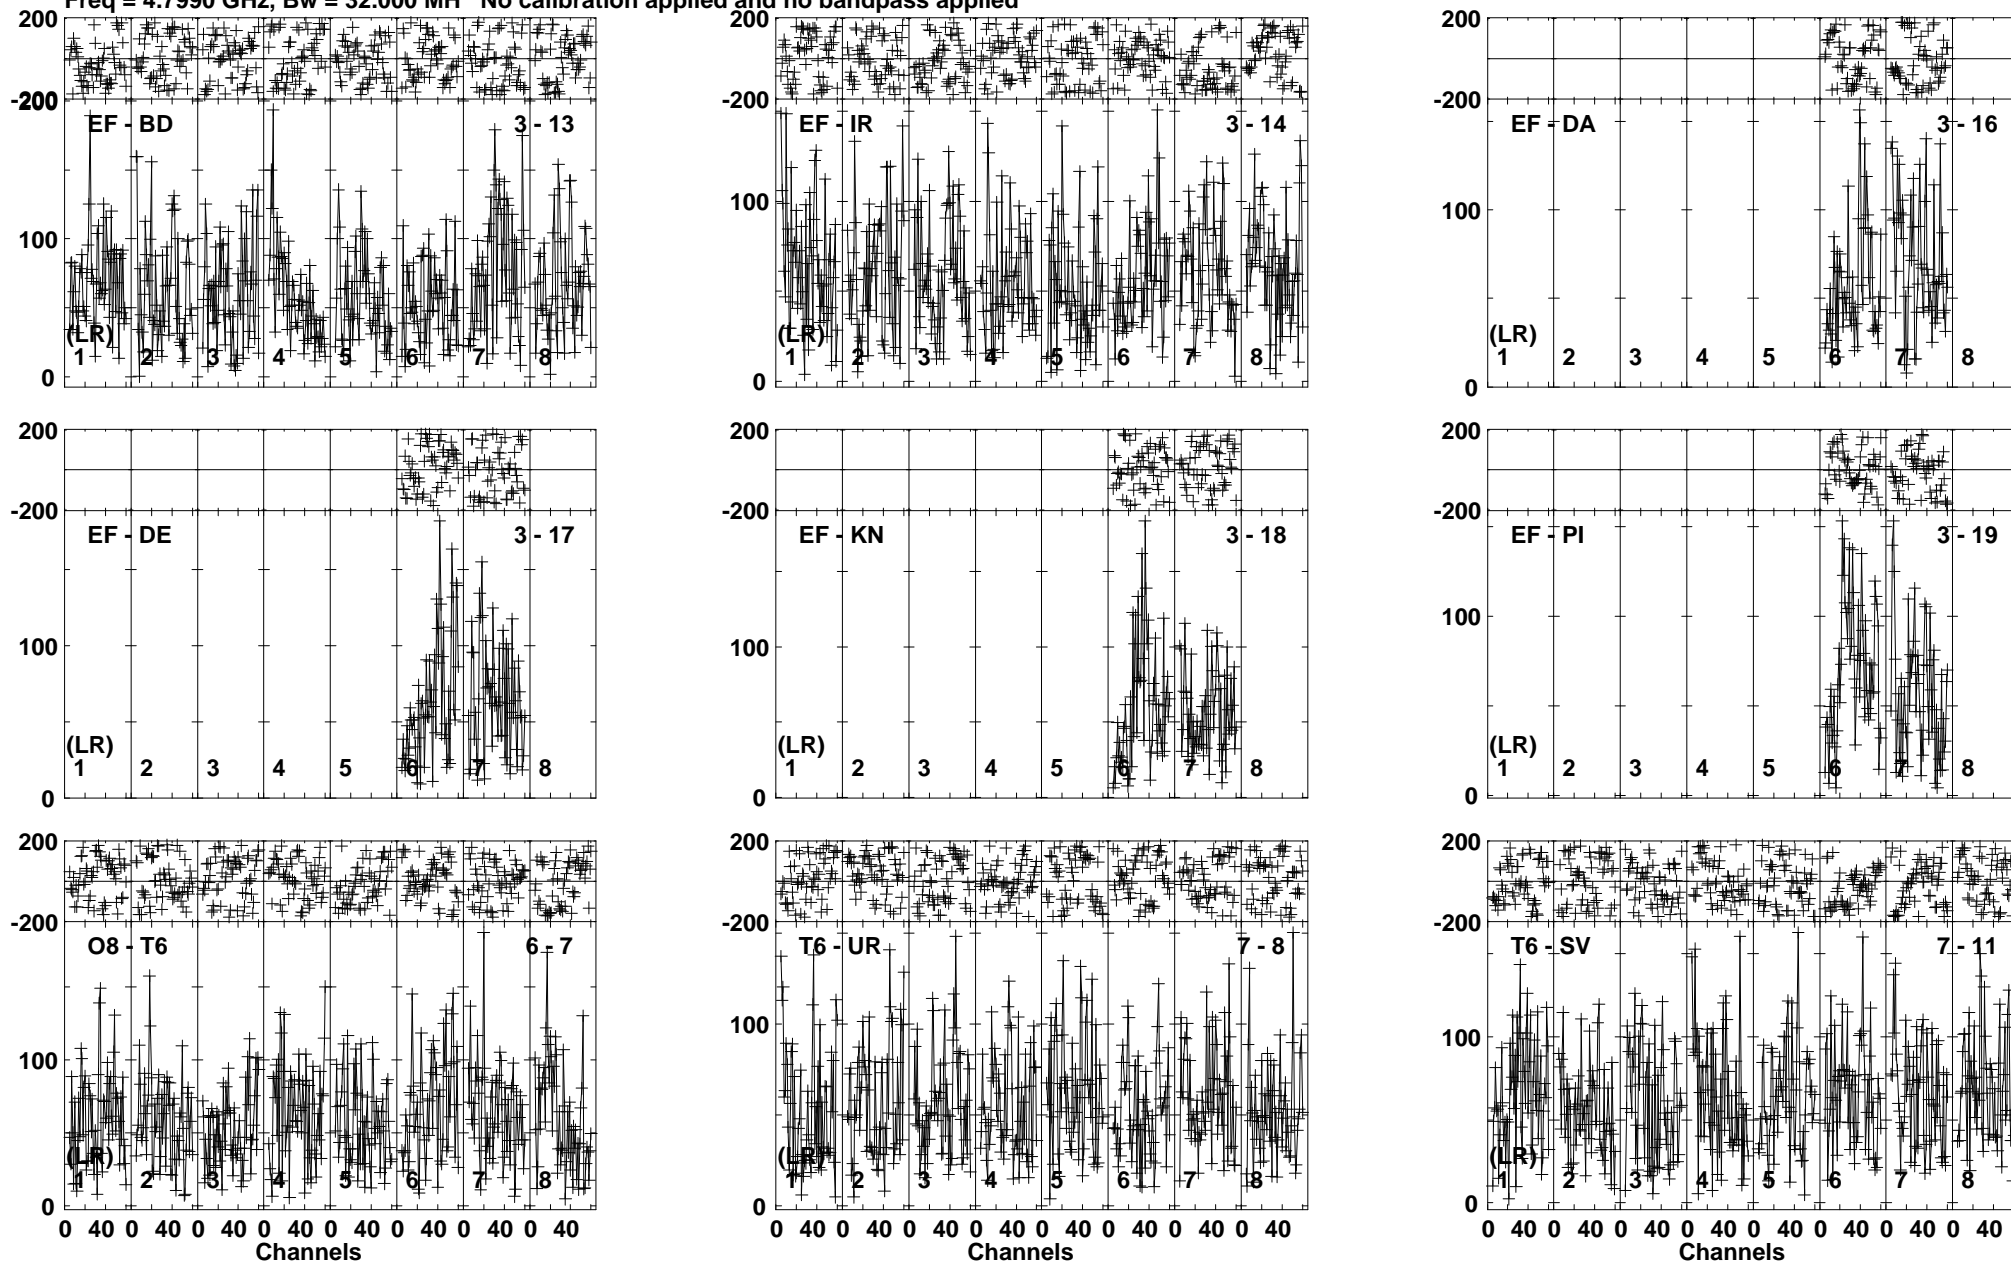 Freq = 4.7990 GHz, Bw = 32.000 MH No calibration applied and no bandpass applied
200 200 200
-200 -200 -200
EF - BD 3 - 13 EF - IR 3 - 14 EF - DA 3 - 16
100 100 100
(LR) (LR) (LR)
1 2 3 4 5 6 7 8 1 2 3 4 5 6 7 8 1 2 3 4 5 6 7 8
0 0 0
200 200 200
-200 -200 -200
EF - DE 3 - 17 EF - KN 3 - 18 EF - PI 3 - 19
100 100 100
(LR) (LR) (LR)
1 2 3 4 5 6 7 8 1 2 3 4 5 6 7 8 1 2 3 4 5 6 7 8
0 0 0
200 200 200
-200 -200 -200
O8 - T6 6 - 7 T6 - UR 7 - 8 T6 - SV 7 - 11
100 100 100
(LR) (LR) (LR)
1 2 3 4 5 6 7 8 1 2 3 4 5 6 7 8 1 2 3 4 5 6 7 8
0 0 0
0 40 0 40 0 40 0 40 0 40 0 40 0 40 0 40 0 40 0 40 0 40 0 40 0 40 0 40 0 40 0 40 0 40 0 40 0 40 0 40 0 40 0 40 0 40 0 40
Channels Channels Channels